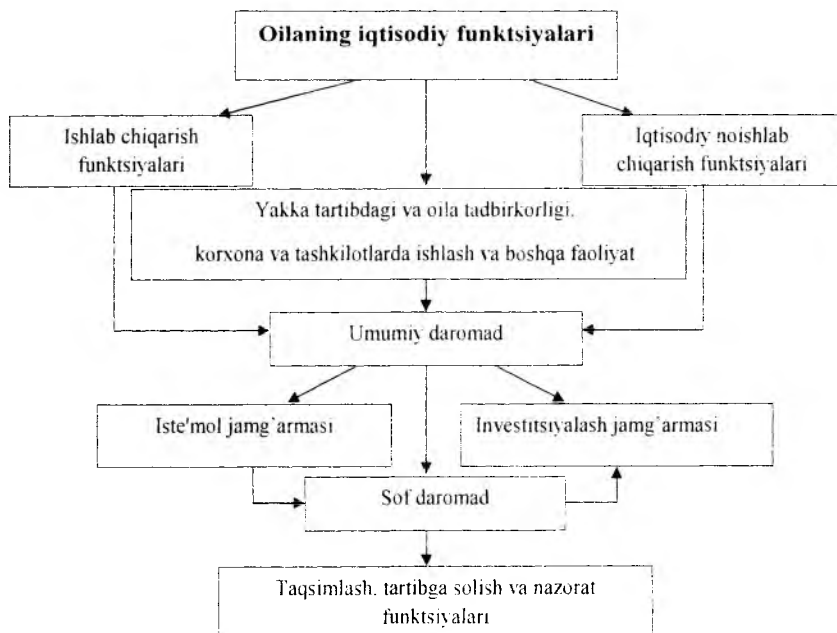 Oilaning iqtisodiy funktsiyalari
Ishlab chiqarish
funktsiyalari
Iqtisodiy noishlab
chiqarish funktsiyalari
Yakka tartibdagi va oila tadbirkorligi.
korxona va tashkilotlarda ishlash va boshqa faoliyat
Umumiy daromad
Iste'mol jamg`armasi
Investitsiyalash jamg`armasi
Sof daromad
Taqsimlash. tartibga solish va nazorat
funktsiyaları